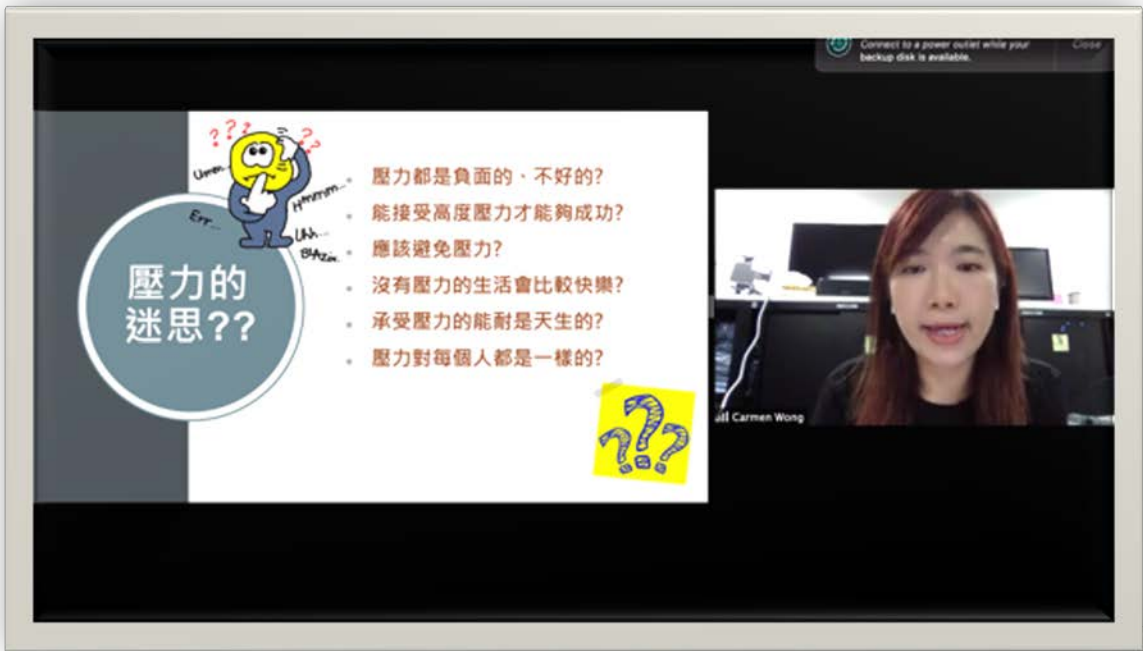 Connect to a power outlet while your
backup disk is available.
Close
? ? ?
? ? ?
Umm...
Hmmmm...
Err...
Uhh...
壓力的
迷思??
壓力都是負面的、不好的?
能接受高度壓力才能夠成功?
應該避免壓力?
沒有壓力的生活會比較快樂?
承受壓力的能耐是天生的?
壓力對每個人都是一樣的?
???
Carmen Wong